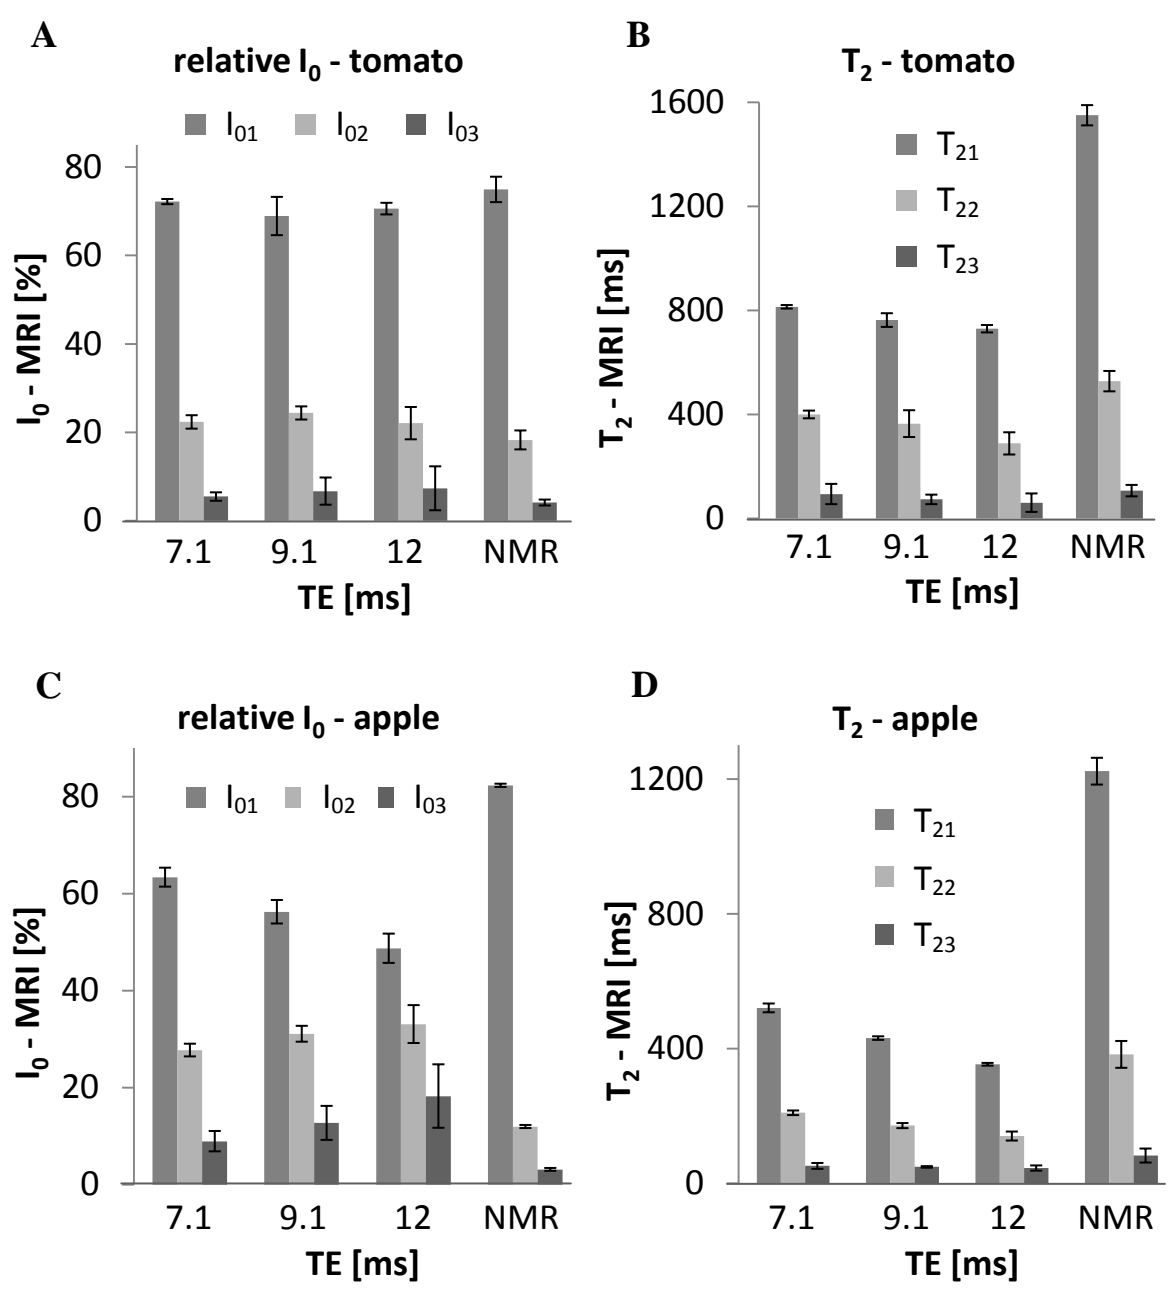 A
relative I₀ - tomato
I₀₁ I₀₂ I₀₃
I₀ - MRI [%]
80
60
40
20
0
7.1 9.1 12 NMR
TE [ms]
B
T₂ - tomato
T₂₁
T₂₂
T₂₃
T₂ - MRI [ms]
1600
1200
800
400
0
7.1 9.1 12 NMR
TE [ms]
C
relative I₀ - apple
I₀₁ I₀₂ I₀₃
I₀ - MRI [%]
80
60
40
20
0
7.1 9.1 12 NMR
TE [ms]
D
T₂ - apple
T₂₁
T₂₂
T₂₃
T₂ - MRI [ms]
1200
800
400
0
7.1 9.1 12 NMR
TE [ms]